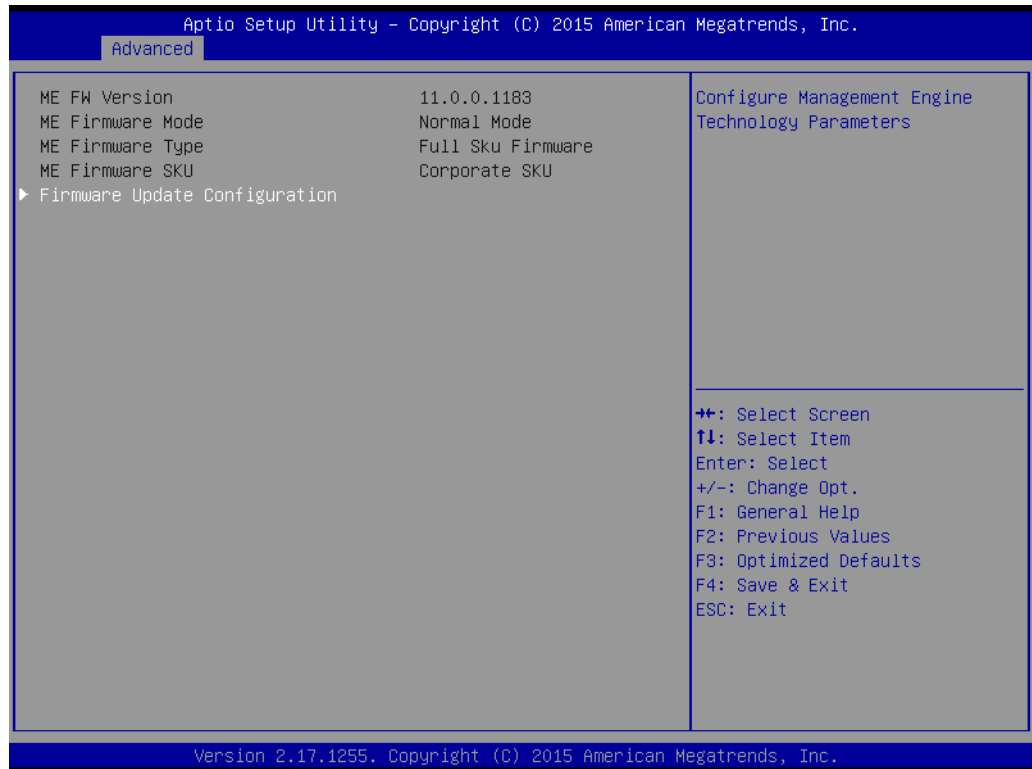 Aptio Setup Utility – Copyright (C) 2015 American Megatrends, Inc.
Advanced
ME FW Version 11.0.0.1183
ME Firmware Mode Normal Mode
ME Firmware Type Full Sku Firmware
ME Firmware SKU Corporate SKU
▶ Firmware Update Configuration
Configure Management Engine
Technology Parameters
→←: Select Screen
↑↓: Select Item
Enter: Select
+/-: Change Opt.
F1: General Help
F2: Previous Values
F3: Optimized Defaults
F4: Save & Exit
ESC: Exit
Version 2.17.1255. Copyright (C) 2015 American Megatrends, Inc.